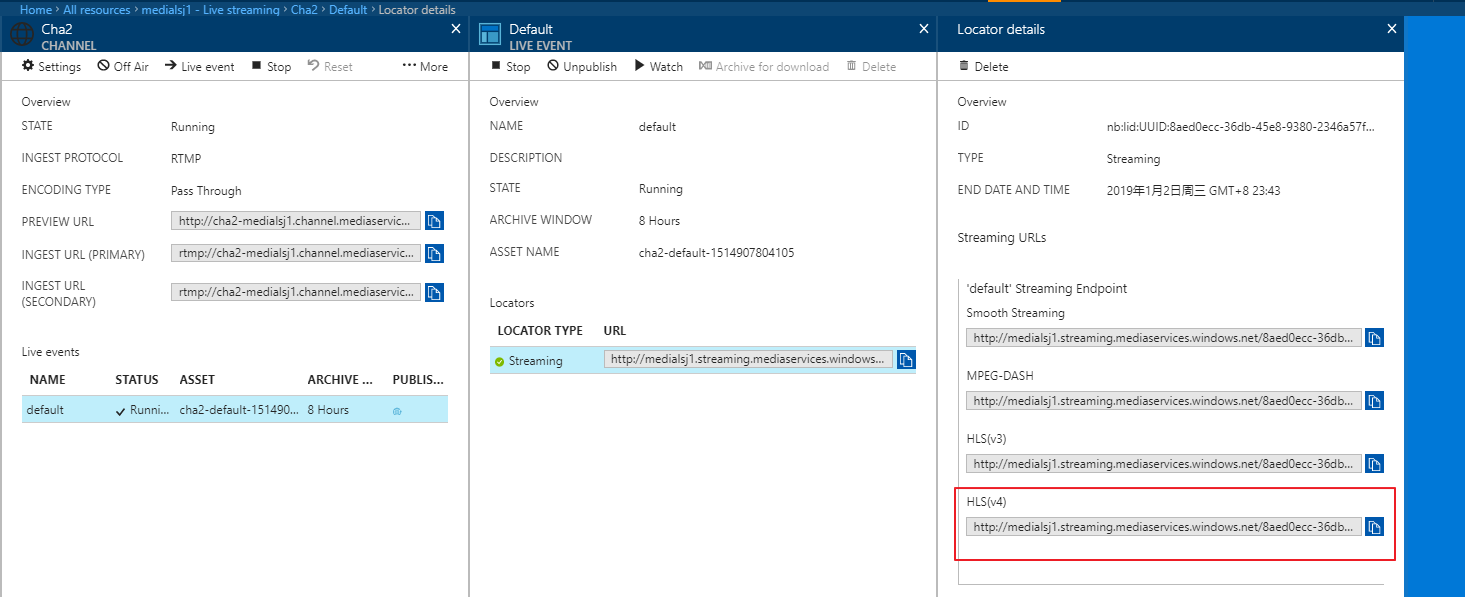 Home > All resources > medialsj1 - Live streaming > Cha2 > Default > Locator details
Cha2
CHANNEL
Settings Off Air Live event Stop Reset ••• More
Overview
STATE Running
INGEST PROTOCOL RTMP
ENCODING TYPE Pass Through
PREVIEW URL http://cha2-medialsj1.channel.mediaservic...
INGEST URL (PRIMARY) rtmp://cha2-medialsj1.channel.mediaservic...
INGEST URL
(SECONDARY) rtmp://cha2-medialsj1.channel.mediaservic...
Live events
NAME STATUS ASSET ARCHIVE ... PUBLIS...
default Runni... cha2-default-151490... 8 Hours
Default
LIVE EVENT
Stop Unpublish Watch Archive for download Delete
Overview
NAME default
DESCRIPTION
STATE Running
ARCHIVE WINDOW 8 Hours
ASSET NAME cha2-default-1514907804105
Locators
LOCATOR TYPE URL
Streaming http://medialsj1.streaming.mediaservices.windows...
Locator details
Delete
Overview
ID nb:lid:UUID:8aed0ecc-36db-45e8-9380-2346a57f...
TYPE Streaming
END DATE AND TIME 2019年1月2日周三 GMT+8 23:43
Streaming URLs
'default' Streaming Endpoint
Smooth Streaming
http://medialsj1.streaming.mediaservices.windows.net/8aed0ecc-36db...
MPEG-DASH
http://medialsj1.streaming.mediaservices.windows.net/8aed0ecc-36db...
HLS(v3)
http://medialsj1.streaming.mediaservices.windows.net/8aed0ecc-36db...
HLS(v4)
http://medialsj1.streaming.mediaservices.windows.net/8aed0ecc-36db...